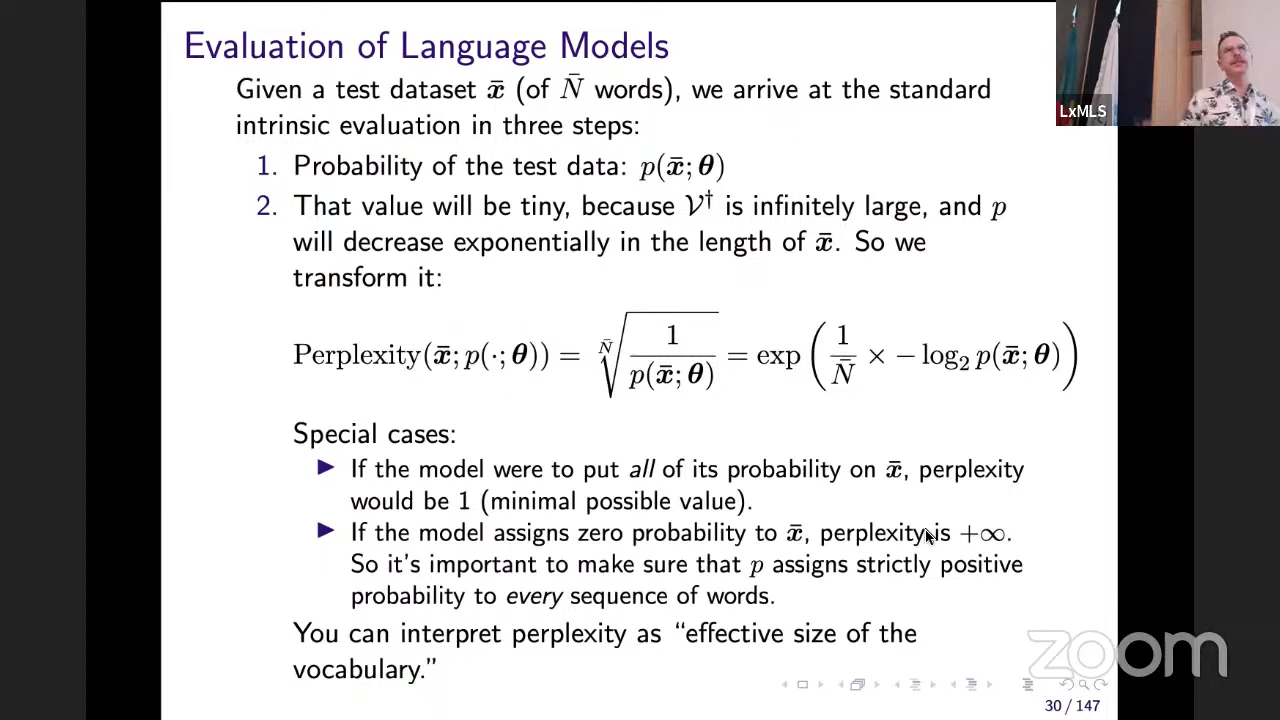 Evaluation of Language Models
LxMLS
Given a test dataset x̄ (of N̄ words), we arrive at the standard
intrinsic evaluation in three steps:
1. Probability of the test data: p(x̄; θ)
2. That value will be tiny, because 𝒱† is infinitely large, and p
will decrease exponentially in the length of x̄. So we
transform it:
Perplexity(x̄; p(·; θ)) = \sqrt[N̄]{\frac{1}{p(x̄; θ)}} = exp ( \frac{1}{N̄} × − log₂ p(x̄; θ) )
Special cases:
▶ If the model were to put all of its probability on x̄, perplexity
would be 1 (minimal possible value).
▶ If the model assigns zero probability to x̄, perplexity is +∞.
So it's important to make sure that p assigns strictly positive
probability to every sequence of words.
You can interpret perplexity as “effective size of the
vocabulary.”
zoom
30 / 147